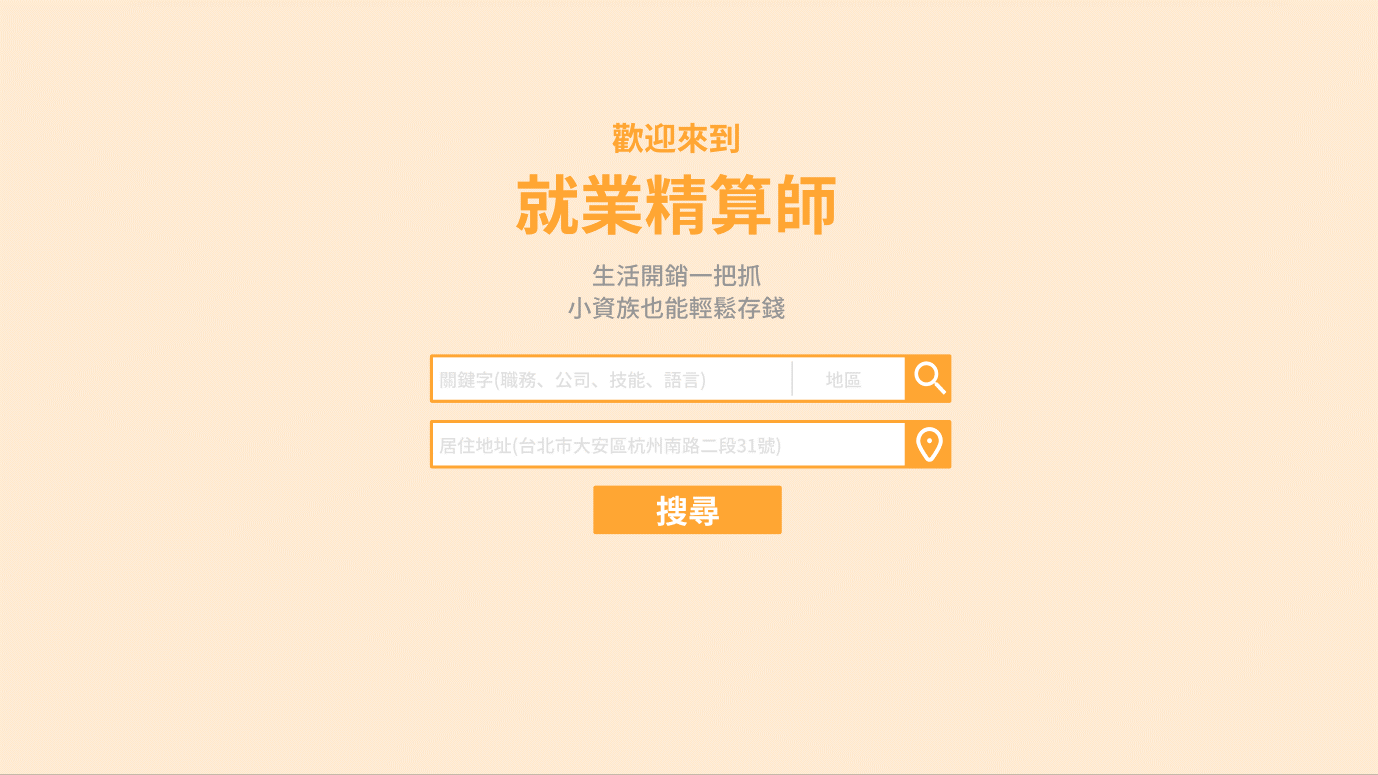 歡迎來到
就業精算師
生活開銷一把抓
小資族也能輕鬆存錢
關鍵字(職務、公司、技能、語言) 地區
居住地址(台北市大安區杭州南路二段31號)
搜尋